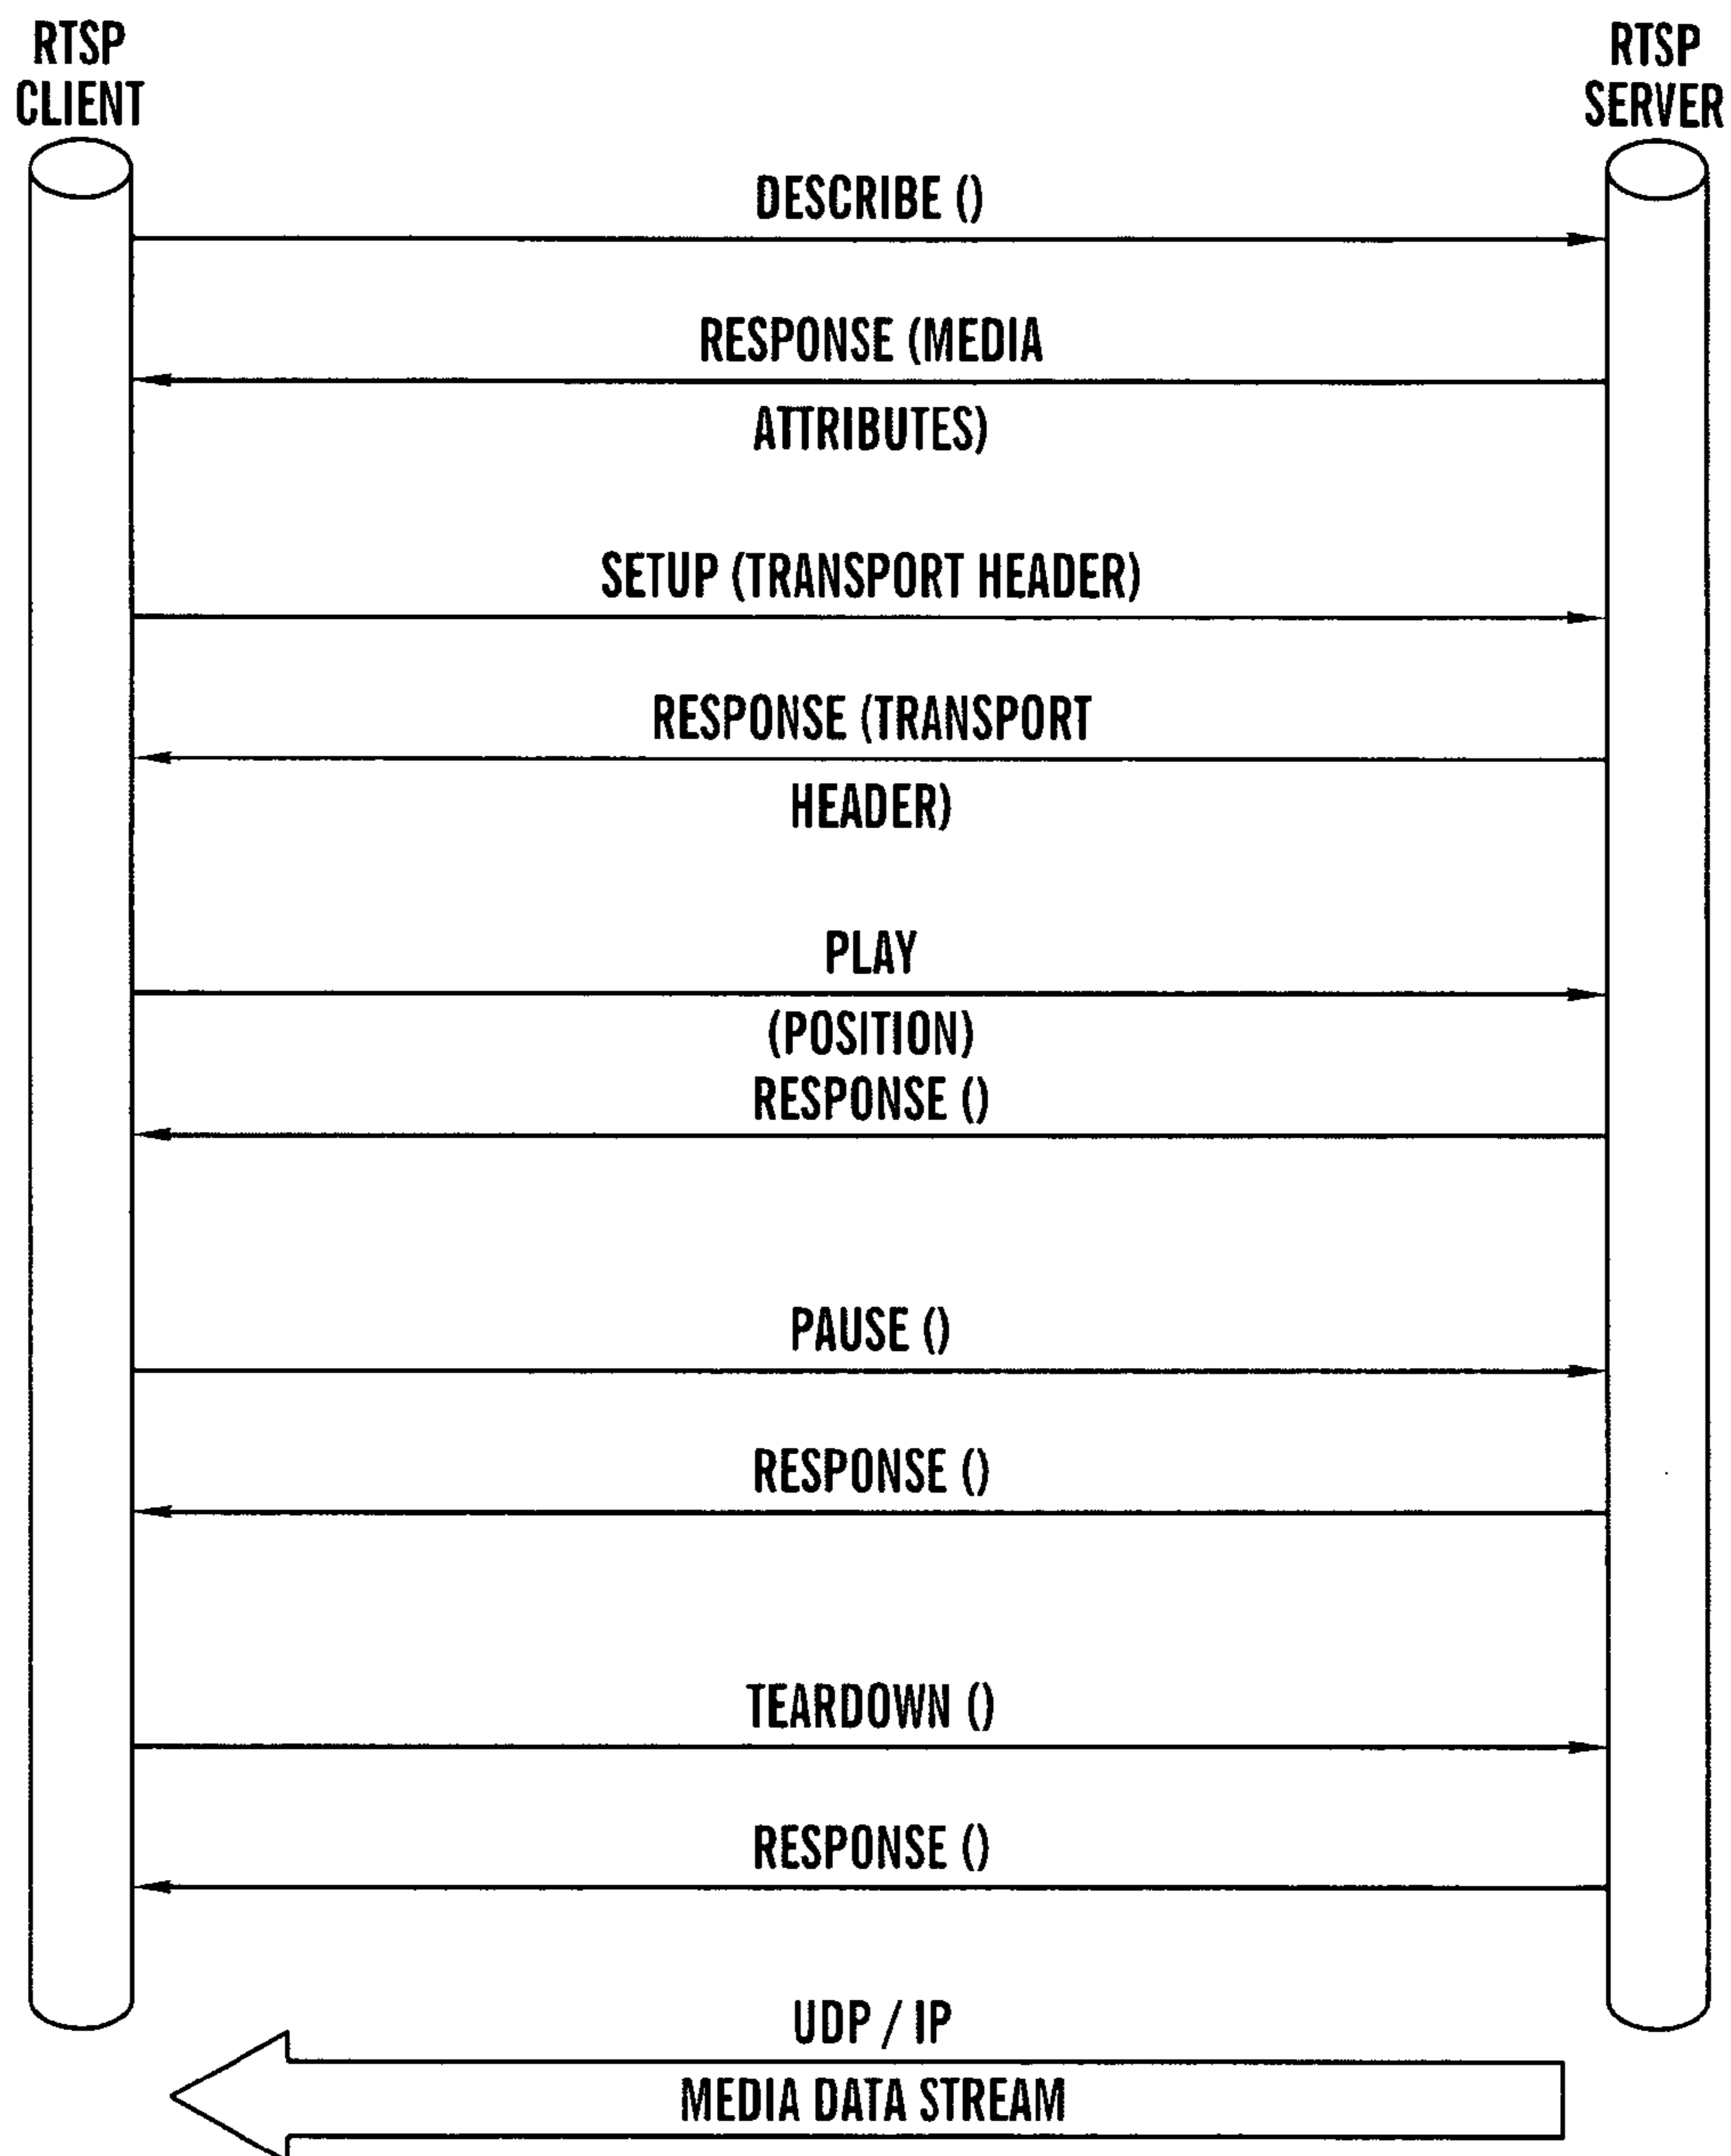 RTSP
CLIENT
RTSP
SERVER
DESCRIBE ()
RESPONSE (MEDIA
ATTRIBUTES)
SETUP (TRANSPORT HEADER)
RESPONSE (TRANSPORT
HEADER)
PLAY
(POSITION)
RESPONSE ()
PAUSE ()
RESPONSE ()
TEARDOWN ()
RESPONSE ()
UDP / IP
MEDIA DATA STREAM